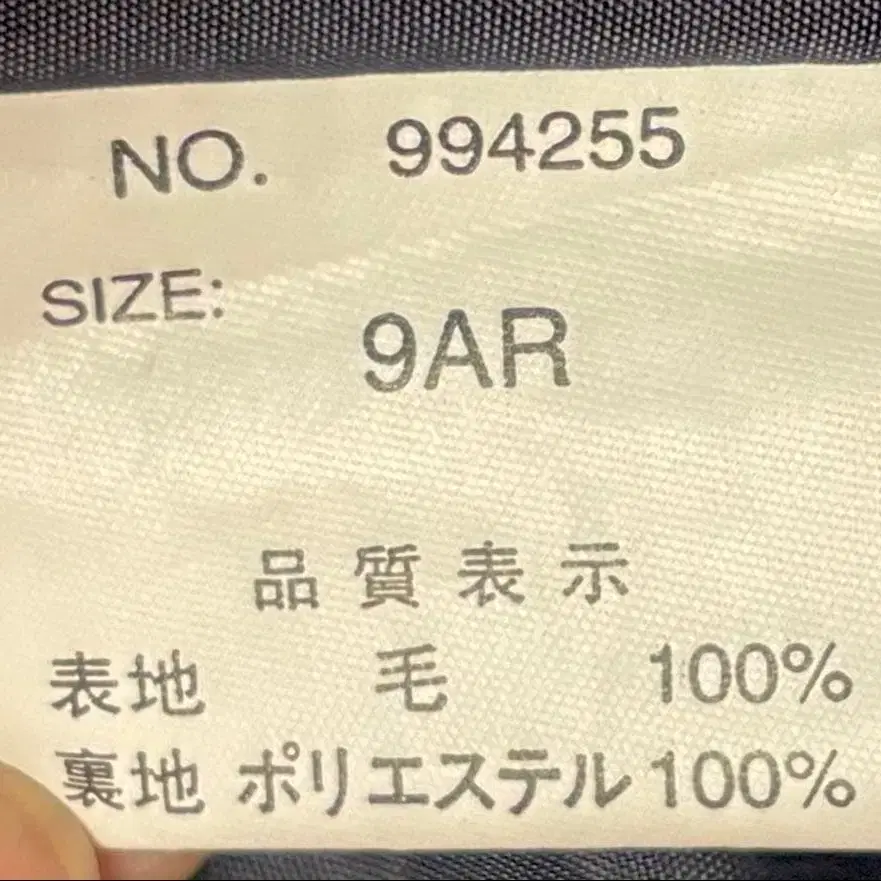 NO. 994255
SIZE: 9AR
品質表示
表地 毛 100%
裏地 ポリエステル 100%